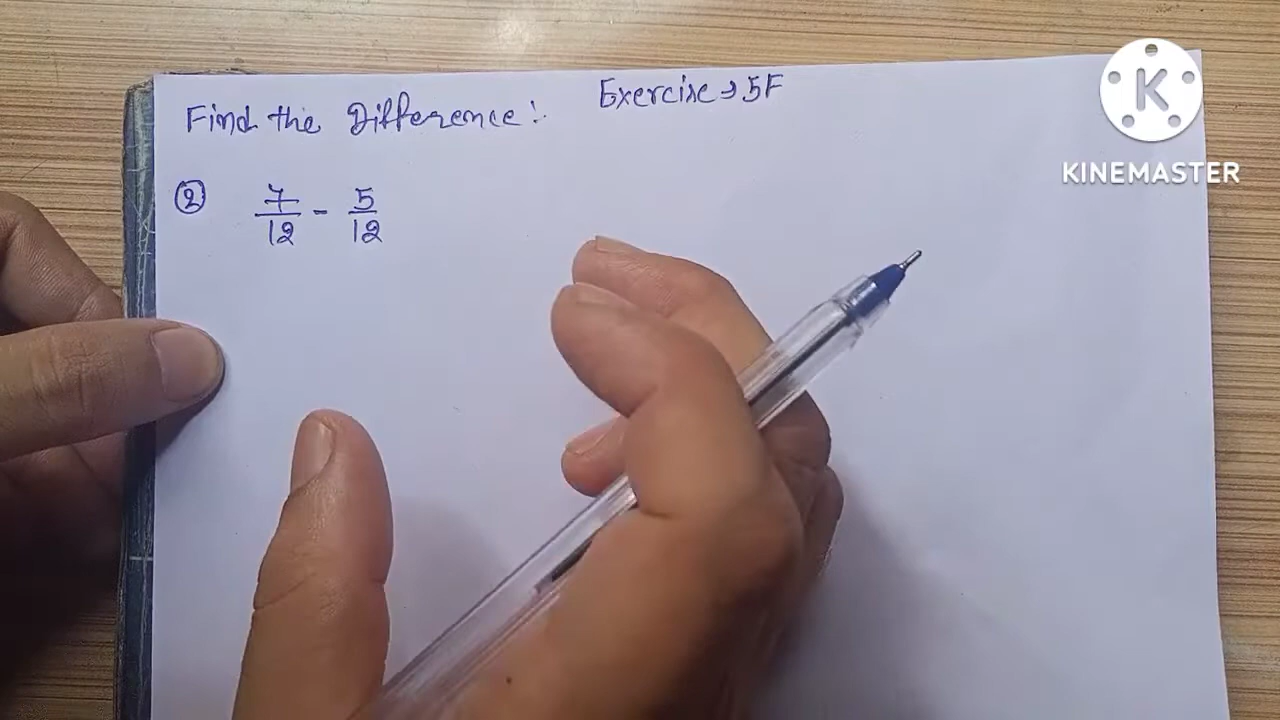 Find the Difference:. Exercise → 5F
② 7/12 - 5/12
K
KINEMASTER